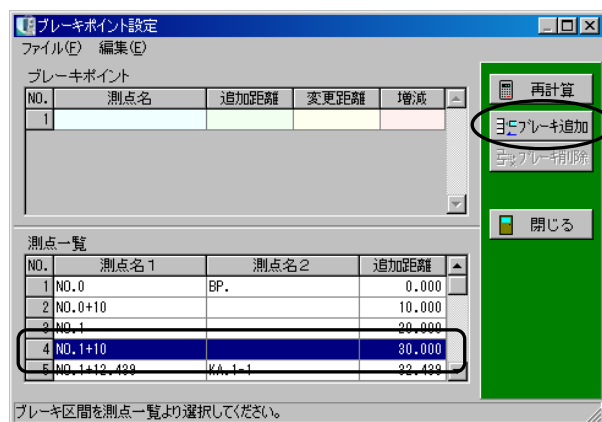 ブレーキポイント設定
ファイル(F) 編集(E)
ブレーキポイント
NO. 測点名 追加距離 変更距離 増減
1
再計算
ブレーキ追加
ブレーキ削除
閉じる
測点一覧
NO. 測点名1 測点名2 追加距離
1 NO.0 BP. 0.000
2 NO.0+10 10.000
3 NO.1 20.000
4 NO.1+10 30.000
5 NO.1+12.439 KA.1-1 32.439
ブレーキ区間を測点一覧より選択してください。